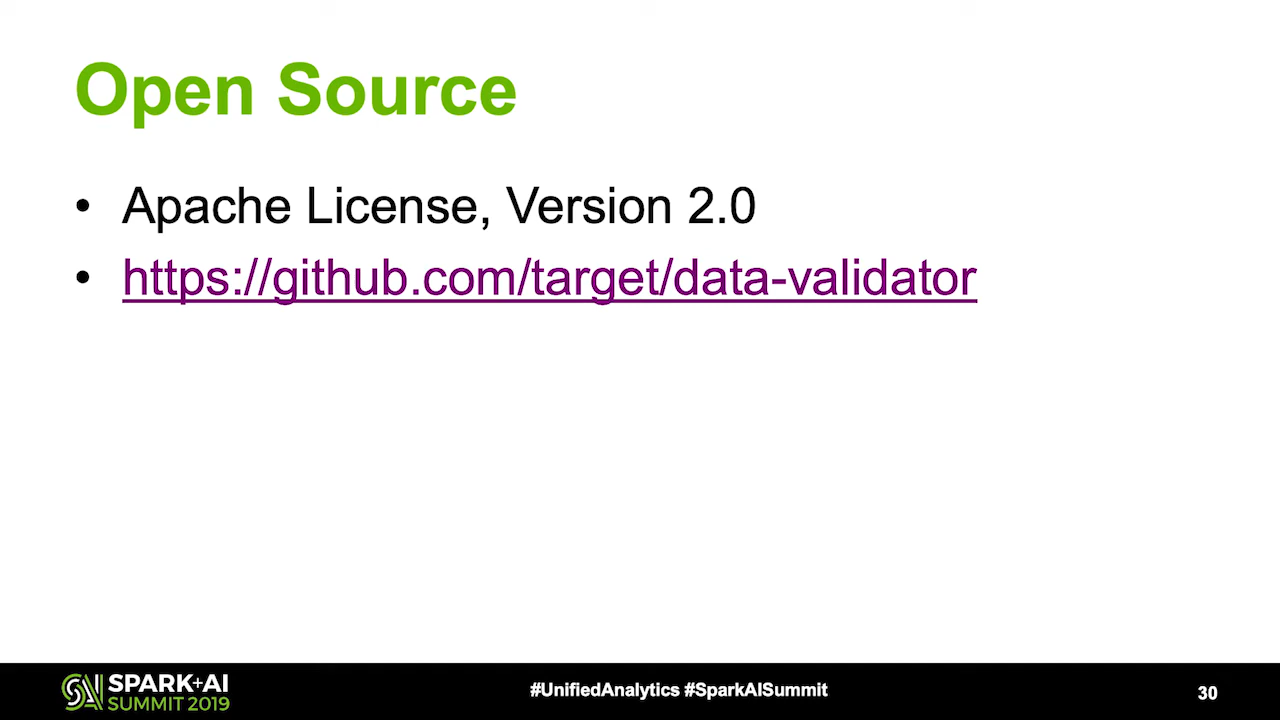 Open Source
• Apache License, Version 2.0
• https://github.com/target/data-validator
SPARK+AI
SUMMIT 2019
#UnifiedAnalytics #SparkAISummit
30